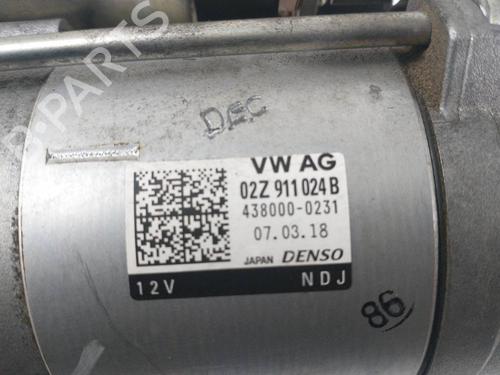 B-PARTS
DEC
VW AG
02Z 911 024 B
438000-0231
07.03.18
JAPAN DENSO
12V NDJ
86